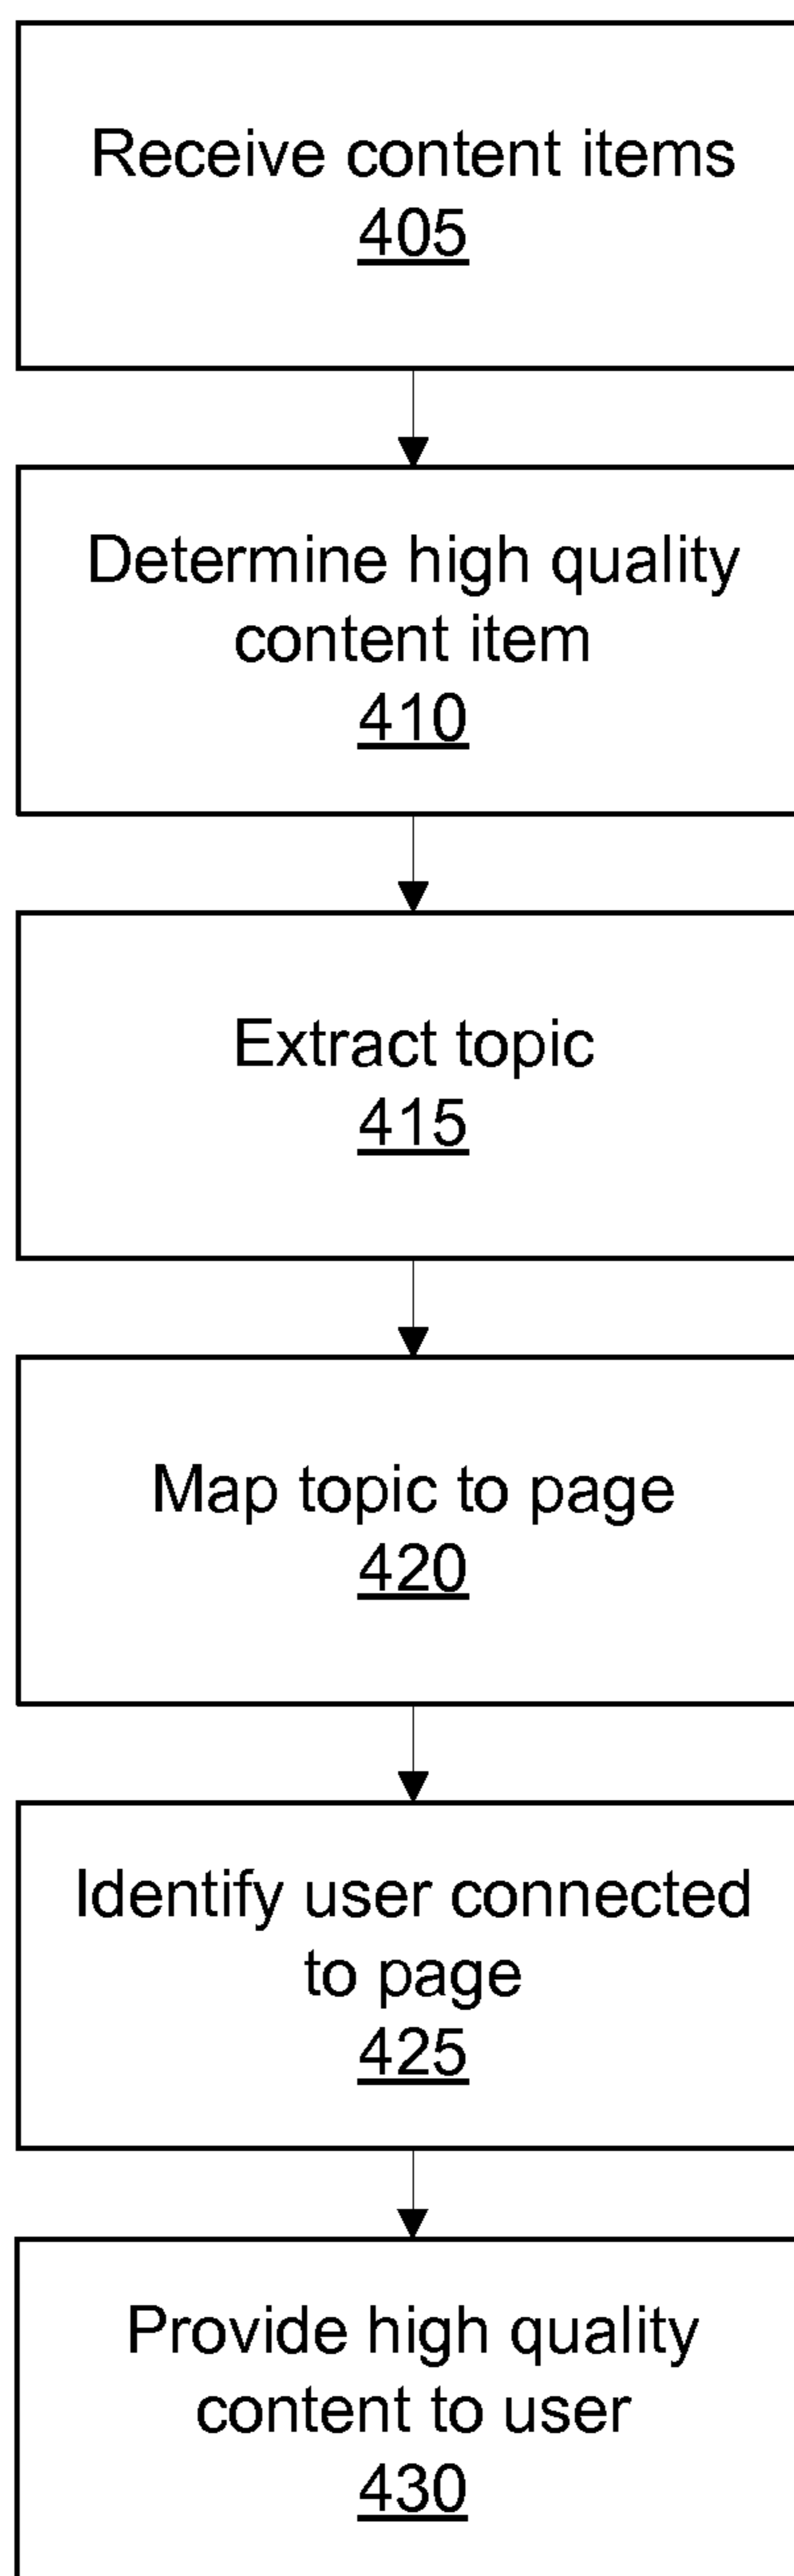 Receive content items
405
Determine high quality
content item
410
Extract topic
415
Map topic to page
420
Identify user connected
to page
425
Provide high quality
content to user
430